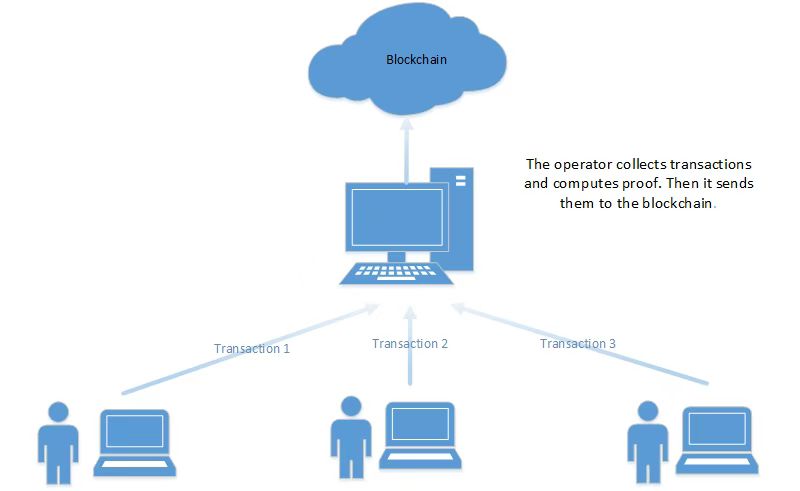 Blockchain
The operator collects transactions
and computes proof. Then it sends
them to the blockchain.
Transaction 1
Transaction 2
Transaction 3